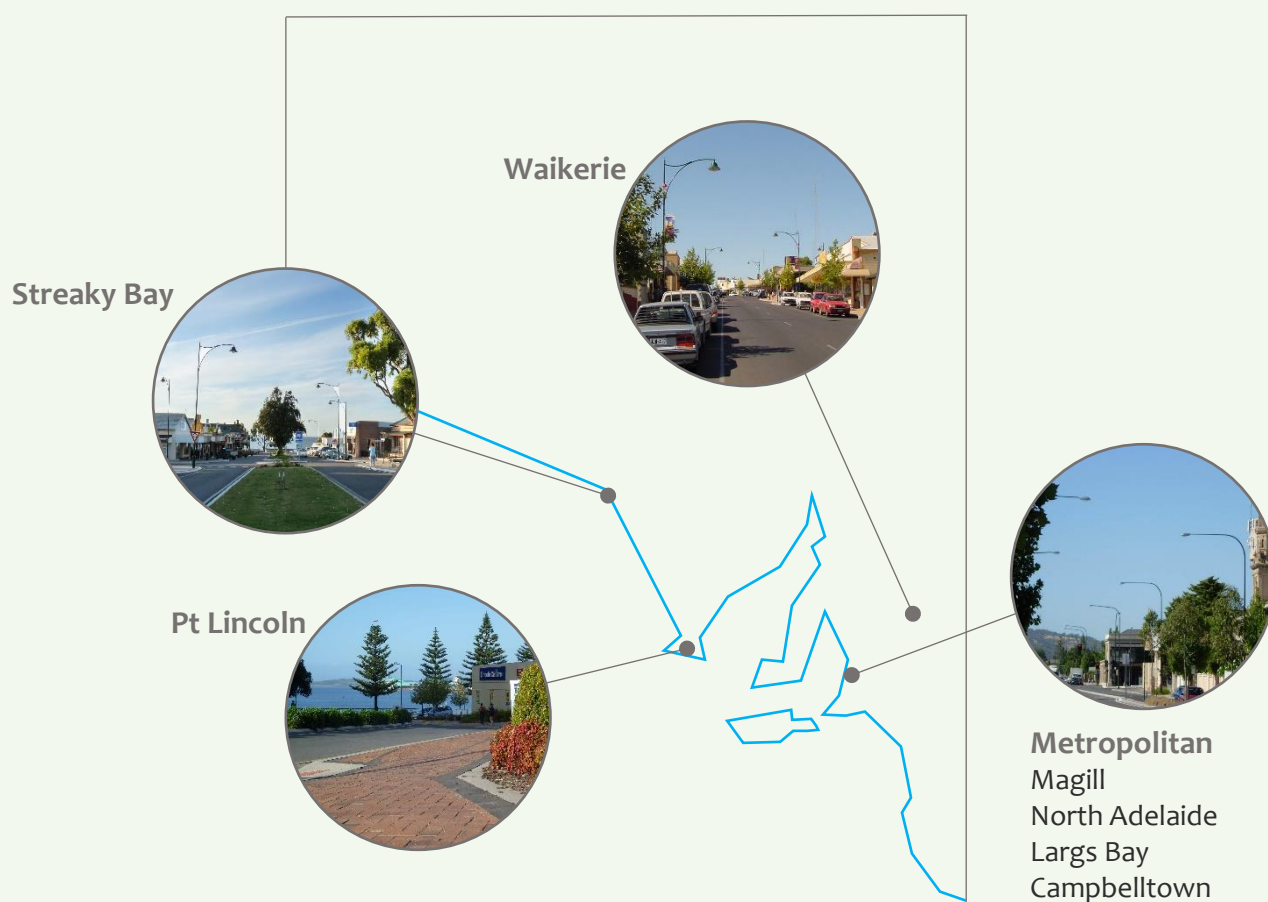 Waikerie
Streaky Bay
Pt Lincoln
Metropolitan
Magill
North Adelaide
Largs Bay
Campbelltown